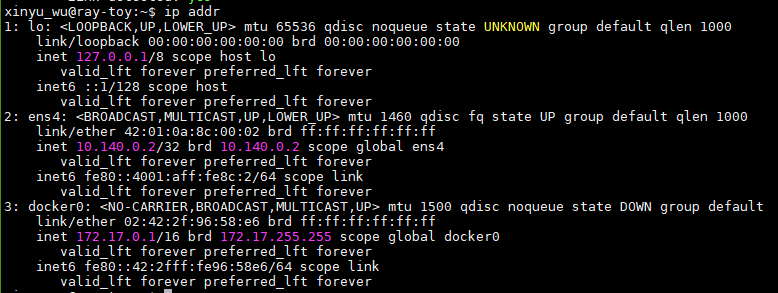 xinyu_wu@ray-toy:~$ ip addr
1: lo: <LOOPBACK,UP,LOWER_UP> mtu 65536 qdisc noqueue state UNKNOWN group default qlen 1000
    link/loopback 00:00:00:00:00:00 brd 00:00:00:00:00:00
    inet 127.0.0.1/8 scope host lo
       valid_lft forever preferred_lft forever
    inet6 ::1/128 scope host
       valid_lft forever preferred_lft forever
2: ens4: <BROADCAST,MULTICAST,UP,LOWER_UP> mtu 1460 qdisc fq state UP group default qlen 1000
    link/ether 42:01:0a:8c:00:02 brd ff:ff:ff:ff:ff:ff
    inet 10.140.0.2/32 brd 10.140.0.2 scope global ens4
       valid_lft forever preferred_lft forever
    inet6 fe80::4001:aff:fe8c:2/64 scope link
       valid_lft forever preferred_lft forever
3: docker0: <NO-CARRIER,BROADCAST,MULTICAST,UP> mtu 1500 qdisc noqueue state DOWN group default
    link/ether 02:42:2f:96:58:e6 brd ff:ff:ff:ff:ff:ff
    inet 172.17.0.1/16 brd 172.17.255.255 scope global docker0
       valid_lft forever preferred_lft forever
    inet6 fe80::42:2fff:fe96:58e6/64 scope link
       valid_lft forever preferred_lft forever